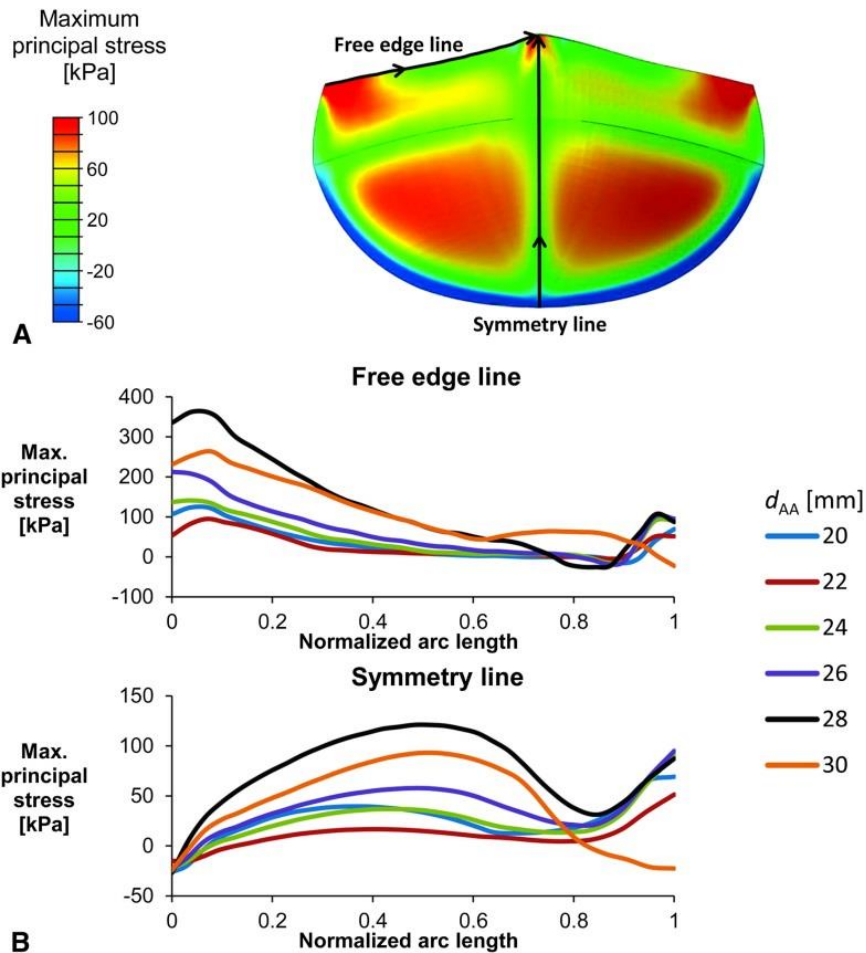 Maximum
principal stress
[kPa]
100
60
20
-20
-60
Free edge line
Symmetry line
A
Free edge line
Max.
principal
stress
[kPa]
400
300
200
100
0
-100
0 0.2 0.4 0.6 0.8 1
Normalized arc length
Symmetry line
Max.
principal
stress
[kPa]
150
100
50
0
-50
0 0.2 0.4 0.6 0.8 1
Normalized arc length
dAA [mm]
20
22
24
26
28
30
B